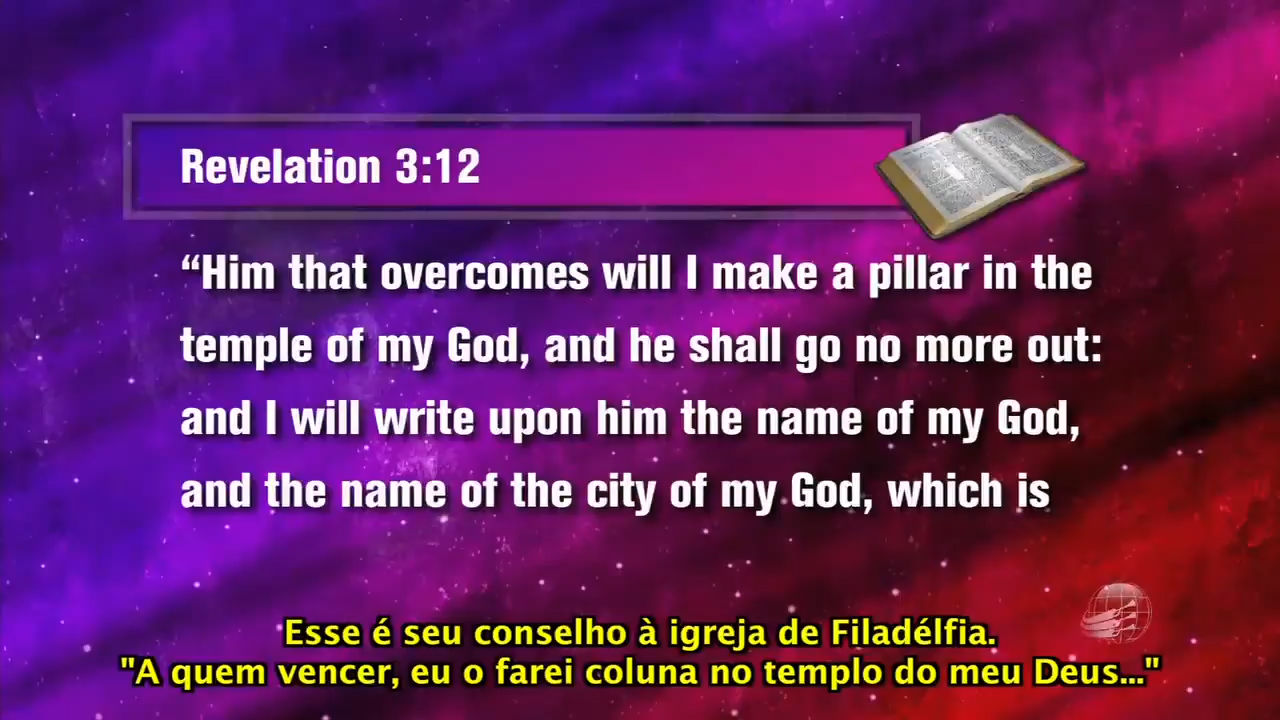 Revelation 3:12
“Him that overcomes will I make a pillar in the
temple of my God, and he shall go no more out:
and I will write upon him the name of my God,
and the name of the city of my God, which is
Esse é seu conselho à igreja de Filadélfia.
"A quem vencer, eu o farei coluna no templo do meu Deus..."